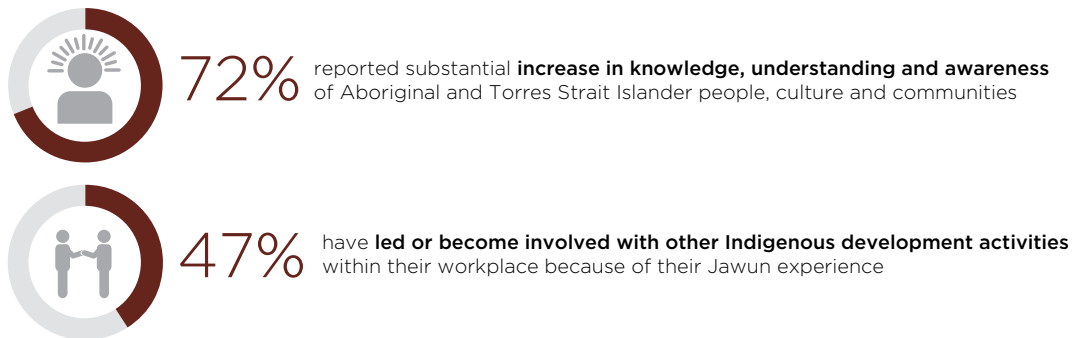 72%
reported substantial increase in knowledge, understanding and awareness
of Aboriginal and Torres Strait Islander people, culture and communities
47%
have led or become involved with other Indigenous development activities
within their workplace because of their Jawun experience